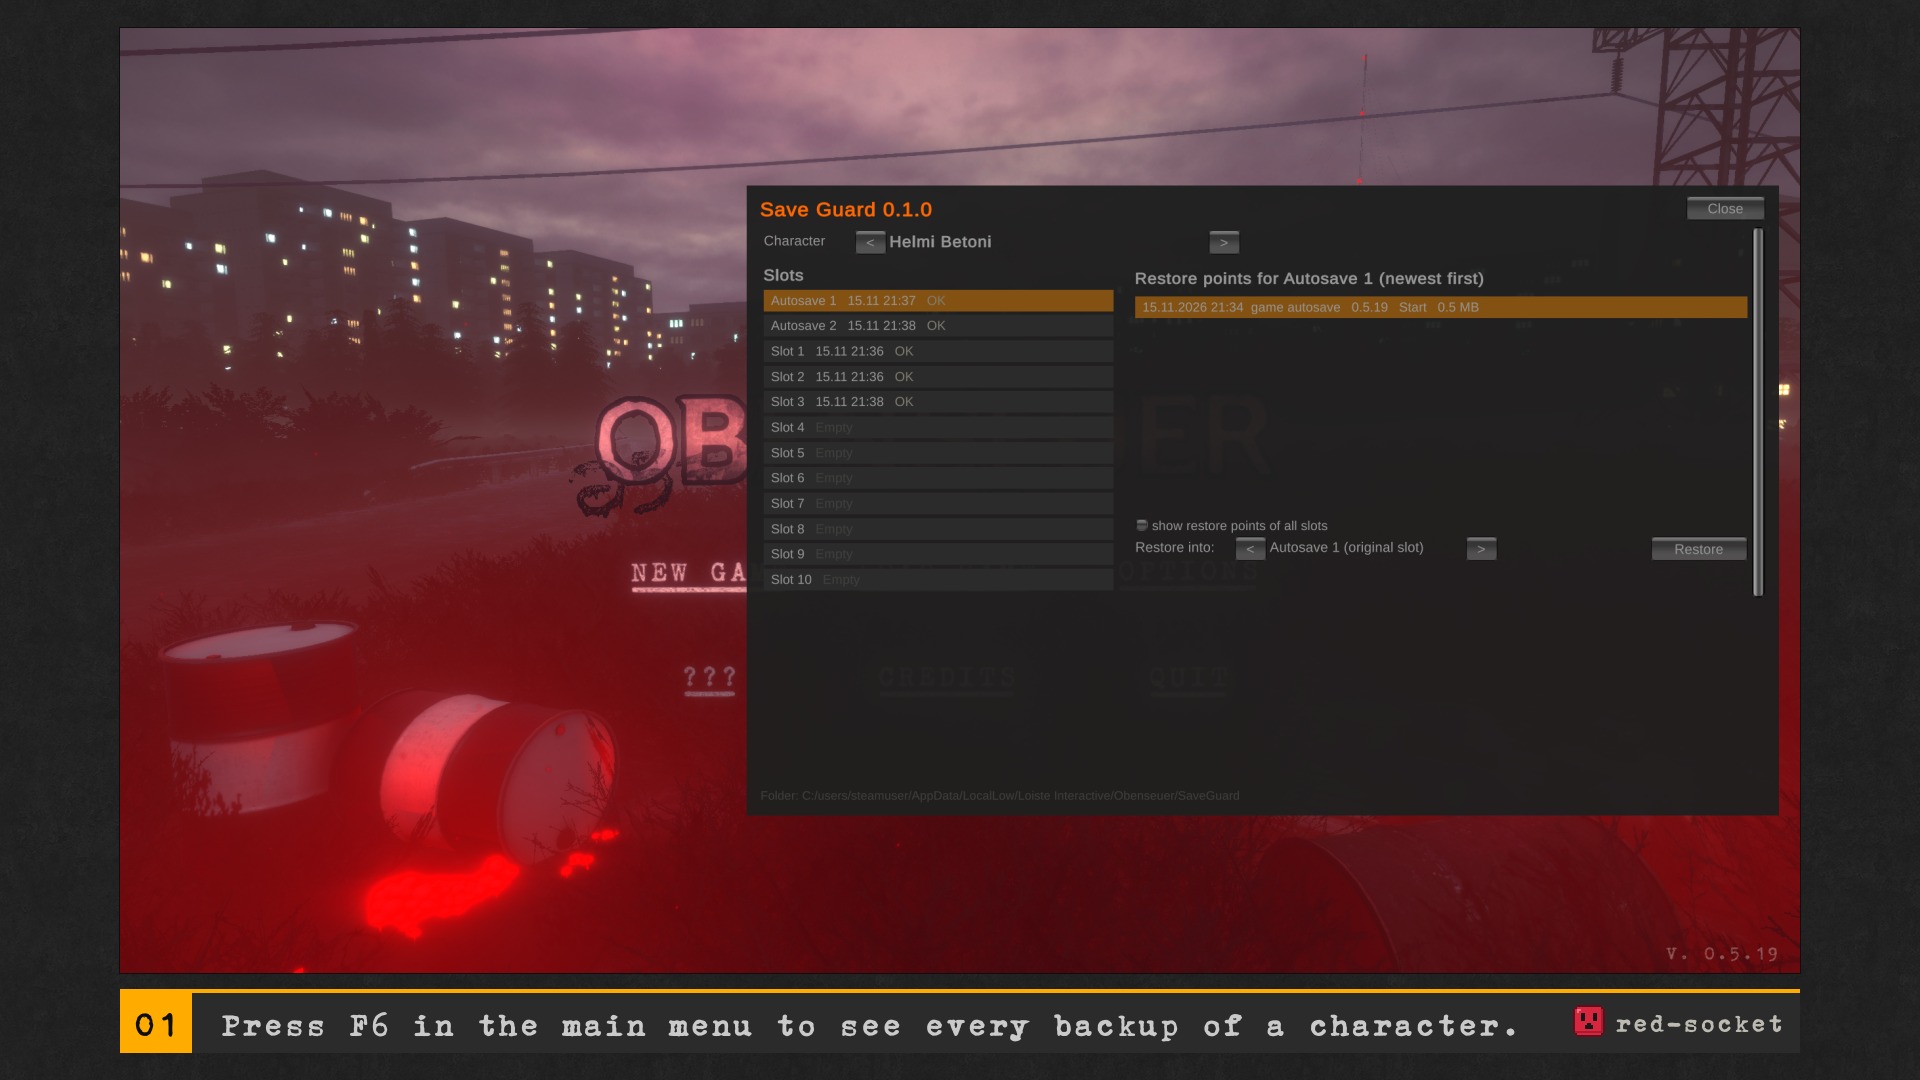 Save Guard 0.1.0
Close
Character < Helmi Betoni >
Slots
Autosave 1 15.11 21:37 OK
Autosave 2 15.11 21:38 OK
Slot 1 15.11 21:36 OK
Slot 2 15.11 21:36 OK
Slot 3 15.11 21:38 OK
Slot 4 Empty
Slot 5 Empty
Slot 6 Empty
Slot 7 Empty
Slot 8 Empty
Slot 9 Empty
Slot 10 Empty
Restore points for Autosave 1 (newest first)
15.11.2026 21:34 game autosave 0.5.19 Start 0.5 MB
show restore points of all slots
Restore into: < Autosave 1 (original slot) > Restore
Folder: C:/users/steamuser/AppData/LocalLow/Loiste Interactive/Obenseuer/SaveGuard
OB UER
NEW GA OPTIONS
??? CREDITS QUIT
V. 0.5.19
01 Press F6 in the main menu to see every backup of a character.
red-socket